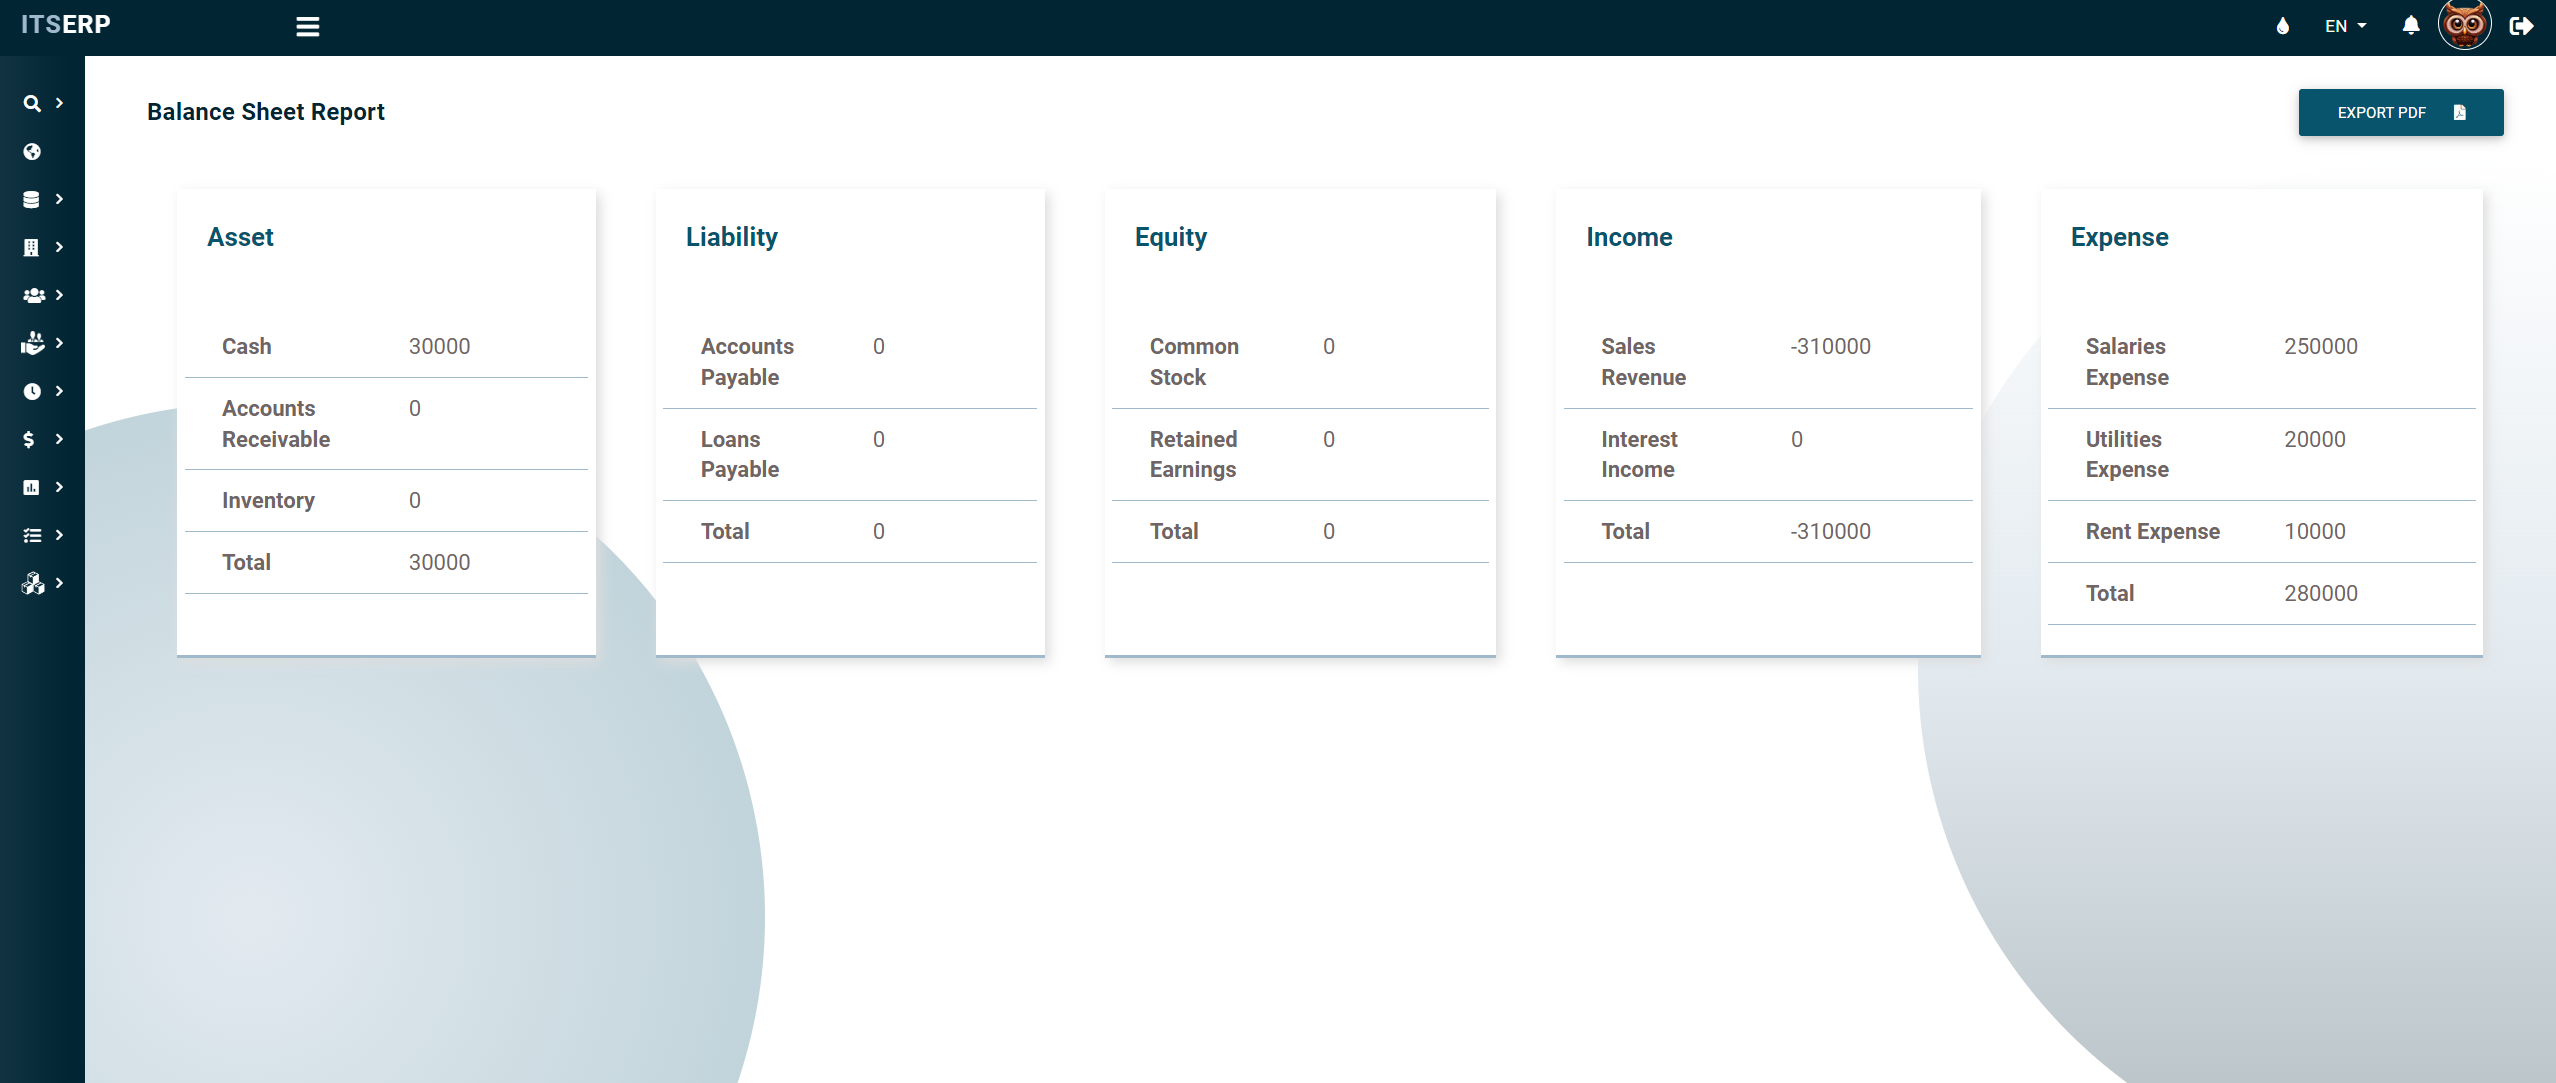 ITSERP
EN
Balance Sheet Report
EXPORT PDF
Asset
Cash 30000
Accounts 0
Receivable
Inventory 0
Total 30000
Liability
Accounts 0
Payable
Loans 0
Payable
Total 0
Equity
Common 0
Stock
Retained 0
Earnings
Total 0
Income
Sales -310000
Revenue
Interest 0
Income
Total -310000
Expense
Salaries 250000
Expense
Utilities 20000
Expense
Rent Expense 10000
Total 280000